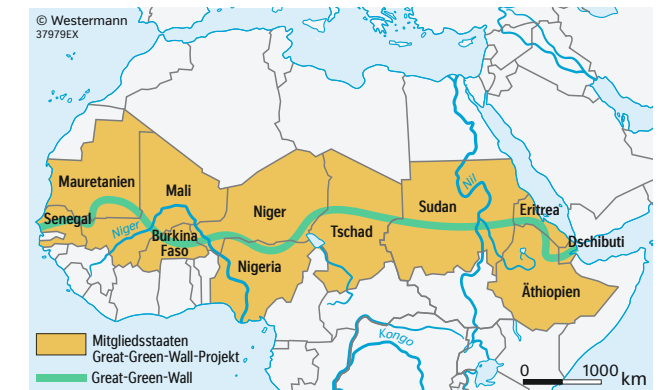 © Westermann
37979EX
Mauretanien
Mali
Senegal
Niger
Niger
Burkina
Faso
Nigeria
Tschad
Sudan
Nil
Eritrea
Dschibuti
Äthiopien
Kongo
Mitgliedsstaaten
Great-Green-Wall-Projekt
Great-Green-Wall
0 1000 km